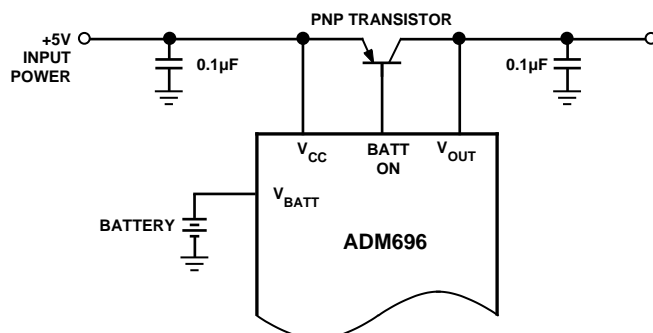 PNP TRANSISTOR
+5V
INPUT
POWER
0.1µF
0.1µF
VCC
BATT
ON
VOUT
VBATT
BATTERY
ADM696